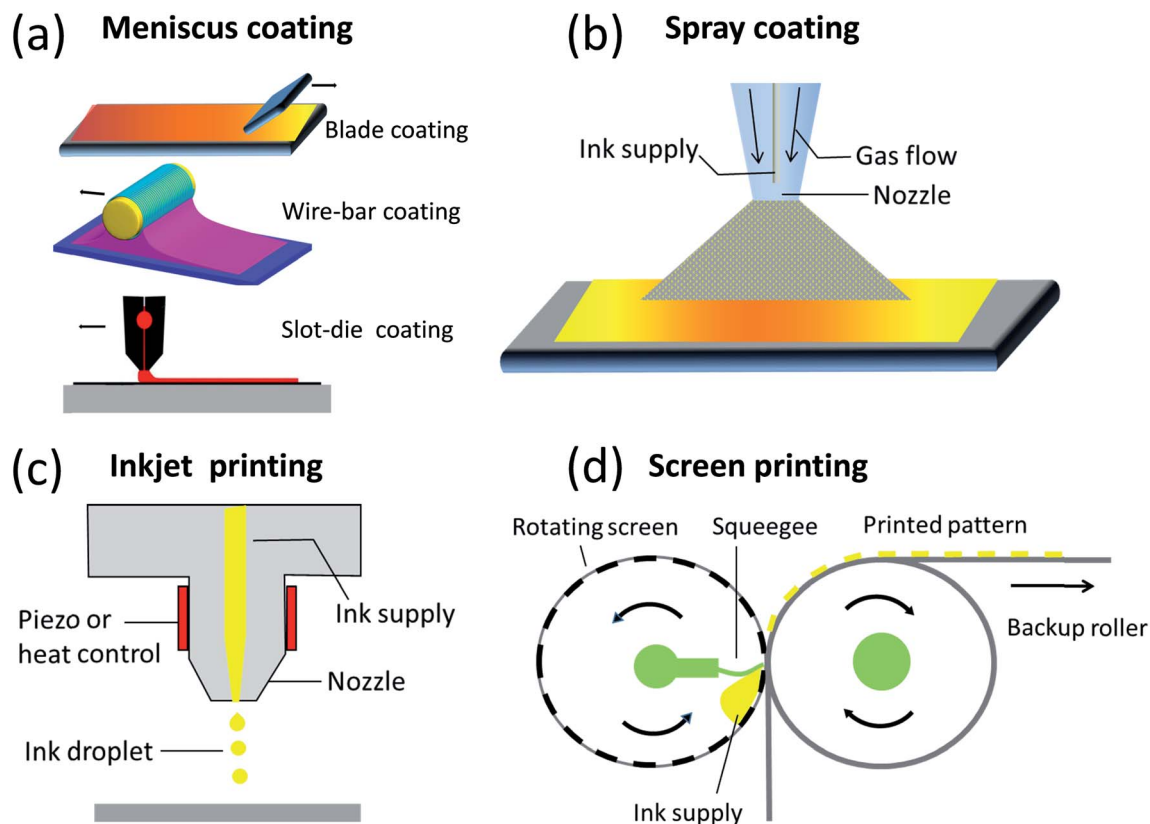 (a) Meniscus coating
Blade coating
Wire-bar coating
Slot-die coating
(b) Spray coating
Ink supply
Gas flow
Nozzle
(c) Inkjet printing
Piezo or
heat control
Ink supply
Nozzle
Ink droplet
(d) Screen printing
Rotating screen
Squeegee
Printed pattern
Backup roller
Ink supply